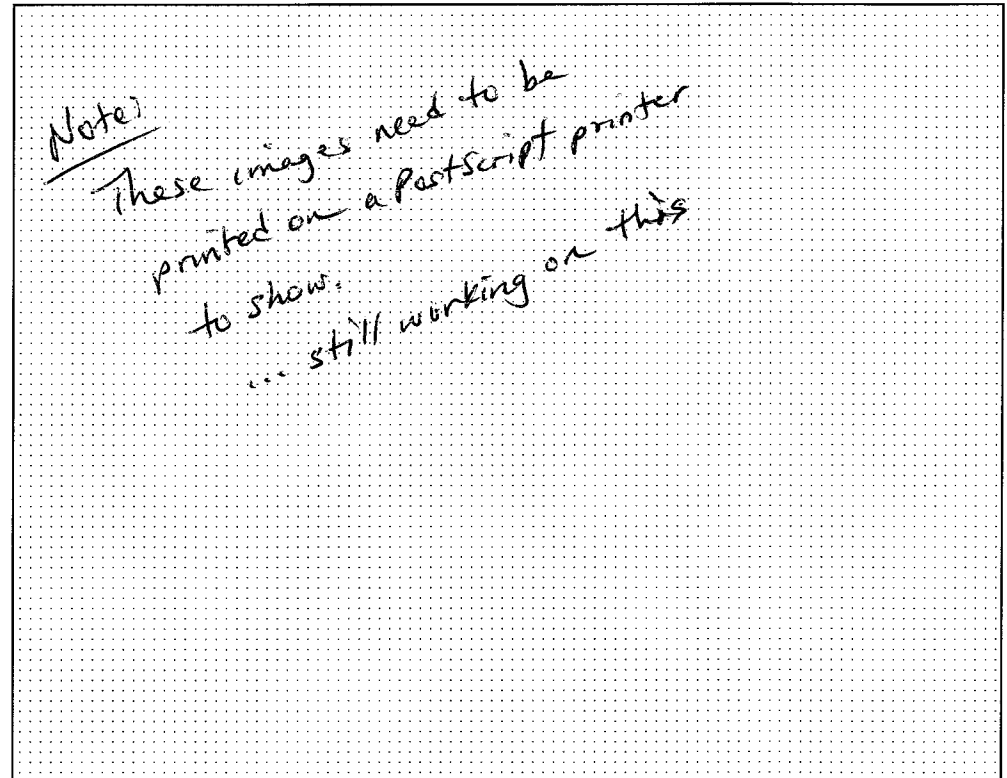 Note:
These images need to be
printed on a PostScript printer
to show.
... still working on this